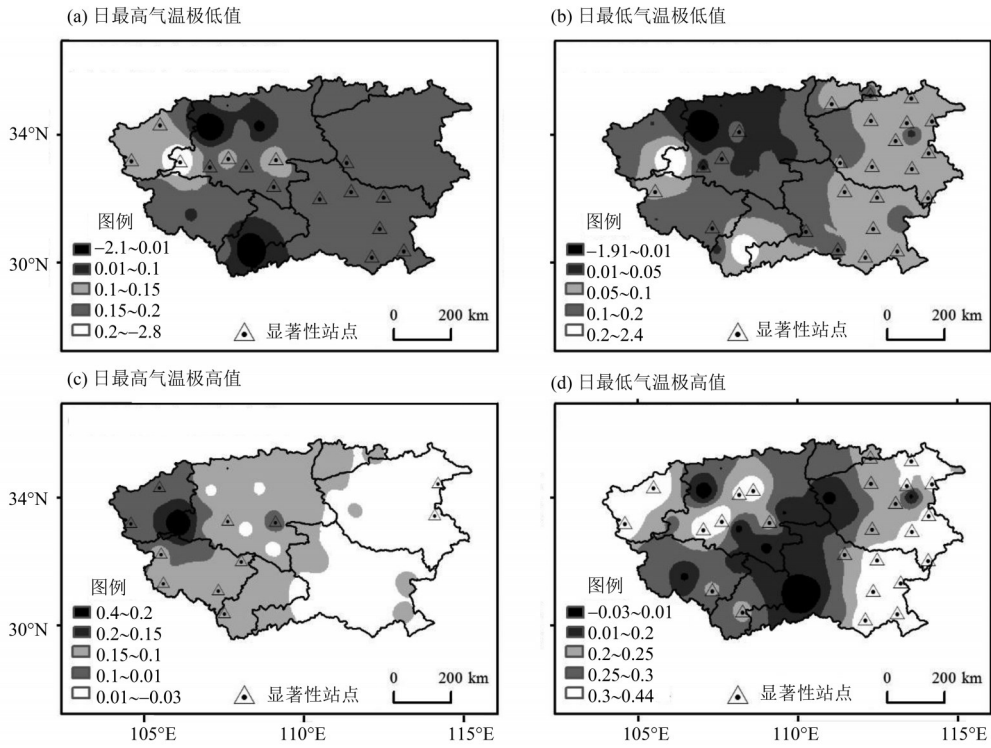 (a) 日最高气温极低值
34°N
30°N
图例
−2.1~0.01
0.01~0.1
0.1~0.15
0.15~0.2
0.2~−2.8
显著性站点
0 200 km
(b) 日最低气温极低值
图例
−1.91~0.01
0.01~0.05
0.05~0.1
0.1~0.2
0.2~2.4
显著性站点
0 200 km
(c) 日最高气温极高值
34°N
30°N
图例
0.4~0.2
0.2~0.15
0.15~0.1
0.1~0.01
0.01~−0.03
显著性站点
0 200 km
105°E 110°E 115°E
(d) 日最低气温极高值
图例
−0.03~0.01
0.01~0.2
0.2~0.25
0.25~0.3
0.3~0.44
显著性站点
0 200 km
105°E 110°E 115°E